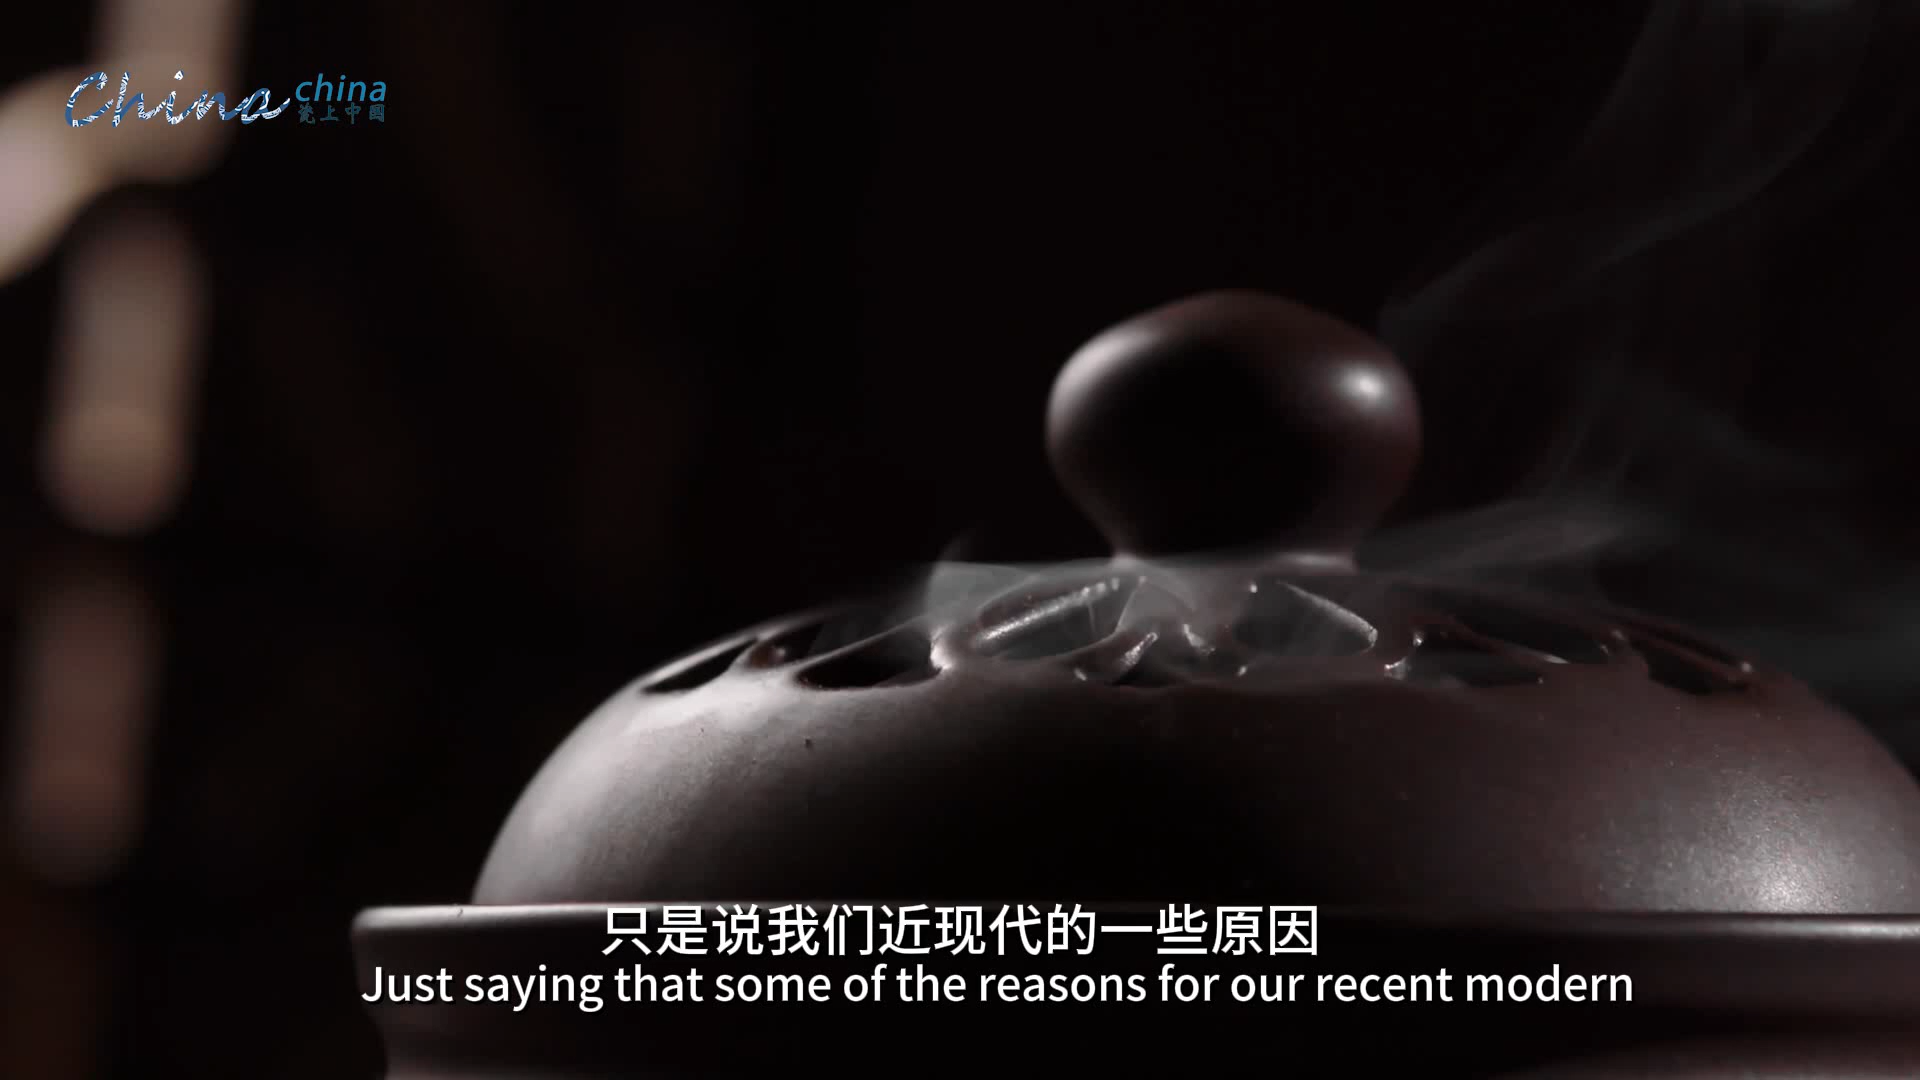 China
china
瓷上中国
只是说我们近现代的一些原因
Just saying that some of the reasons for our recent modern